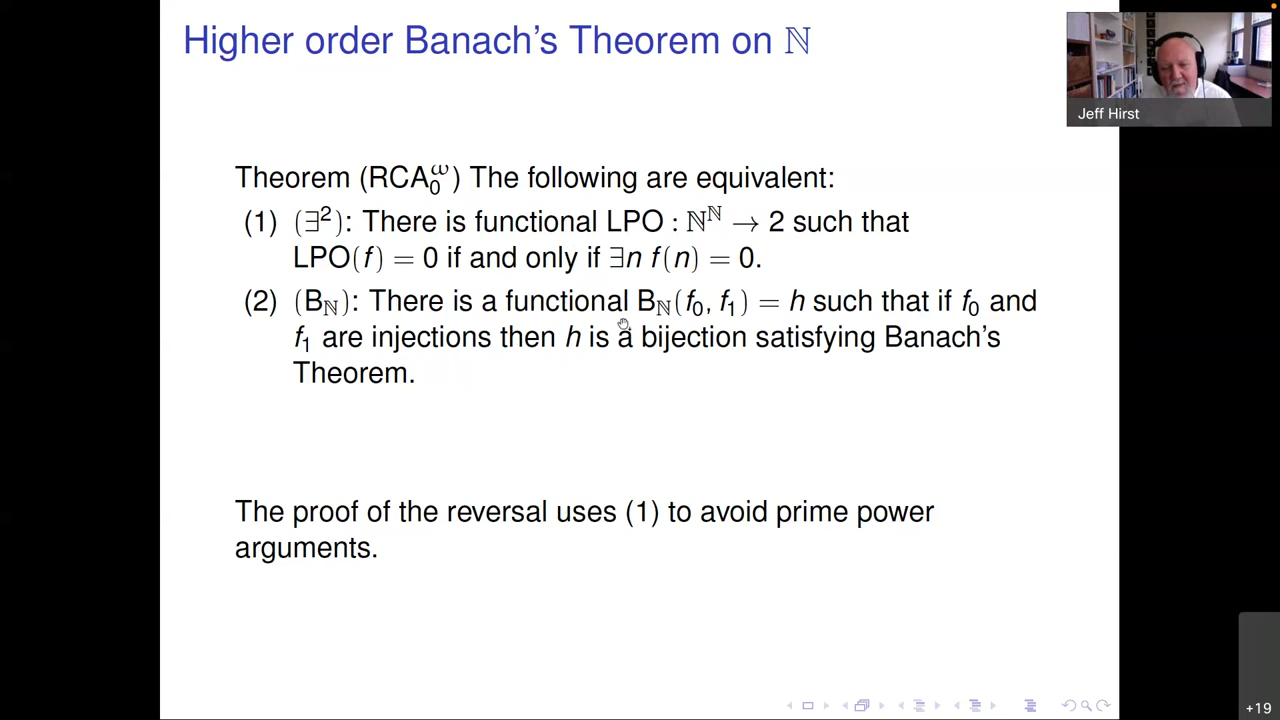 Higher order Banach's Theorem on ℕ
Jeff Hirst
Theorem (RCA₀^ω) The following are equivalent:
(1) (∃²): There is functional LPO : ℕ^ℕ → 2 such that
LPO(f) = 0 if and only if ∃n f(n) = 0.
(2) (B_ℕ): There is a functional B_ℕ(f₀, f₁) = h such that if f₀ and
f₁ are injections then h is a bijection satisfying Banach's
Theorem.
The proof of the reversal uses (1) to avoid prime power
arguments.
+19